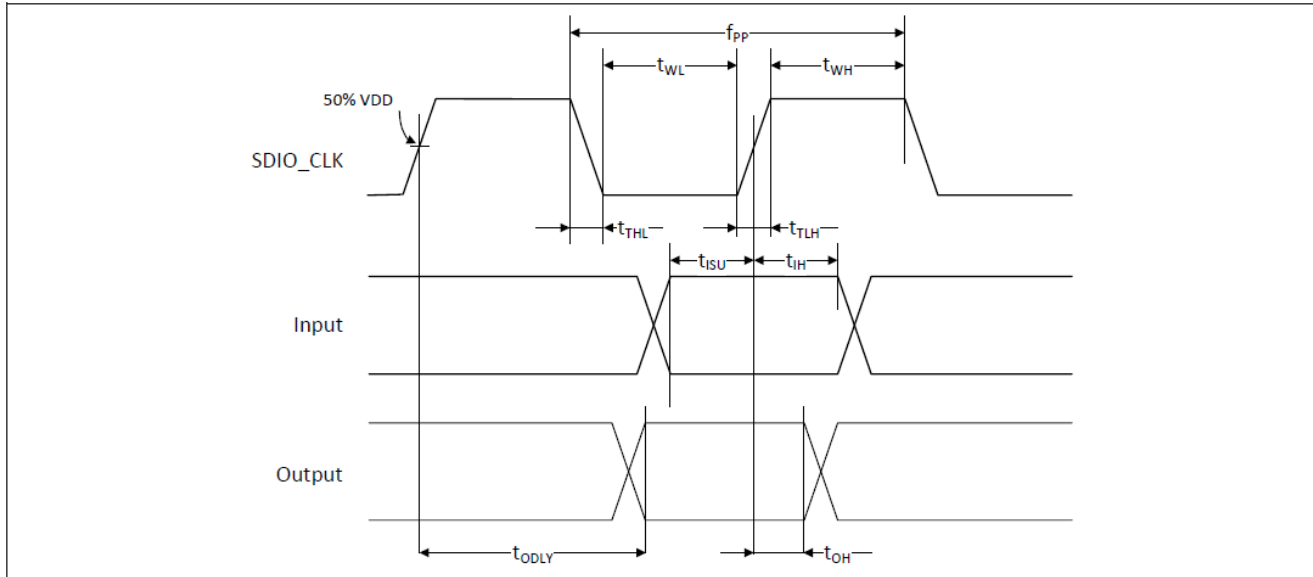 fPP
tWL
tWH
50% VDD
SDIO_CLK
tTHL
tTLH
tISU
tIH
Input
Output
tODLY
tOH